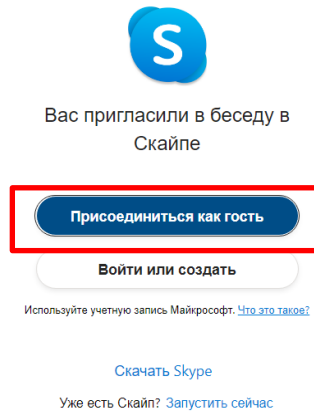 S
Вас пригласили в беседу в
Скайпе
Присоединиться как гость
Войти или создать
Используйте учетную запись Майкрософт. Что это такое?
Скачать Skype
Уже есть Скайп? Запустить сейчас